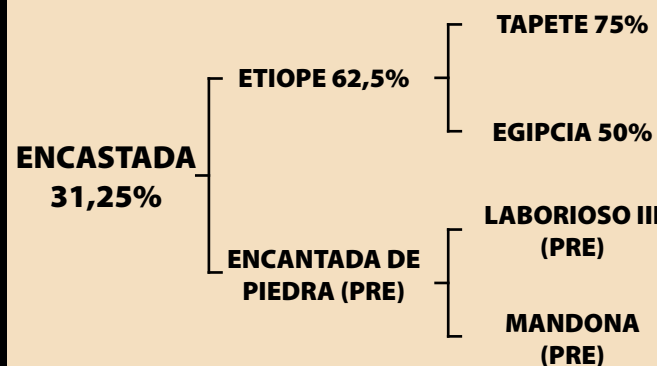 TAPETE 75%
ETIOPE 62,5%
EGIPCIA 50%
ENCASTADA
31,25%
LABORIOSO III
(PRE)
ENCANTADA DE
PIEDRA (PRE)
MANDONA
(PRE)